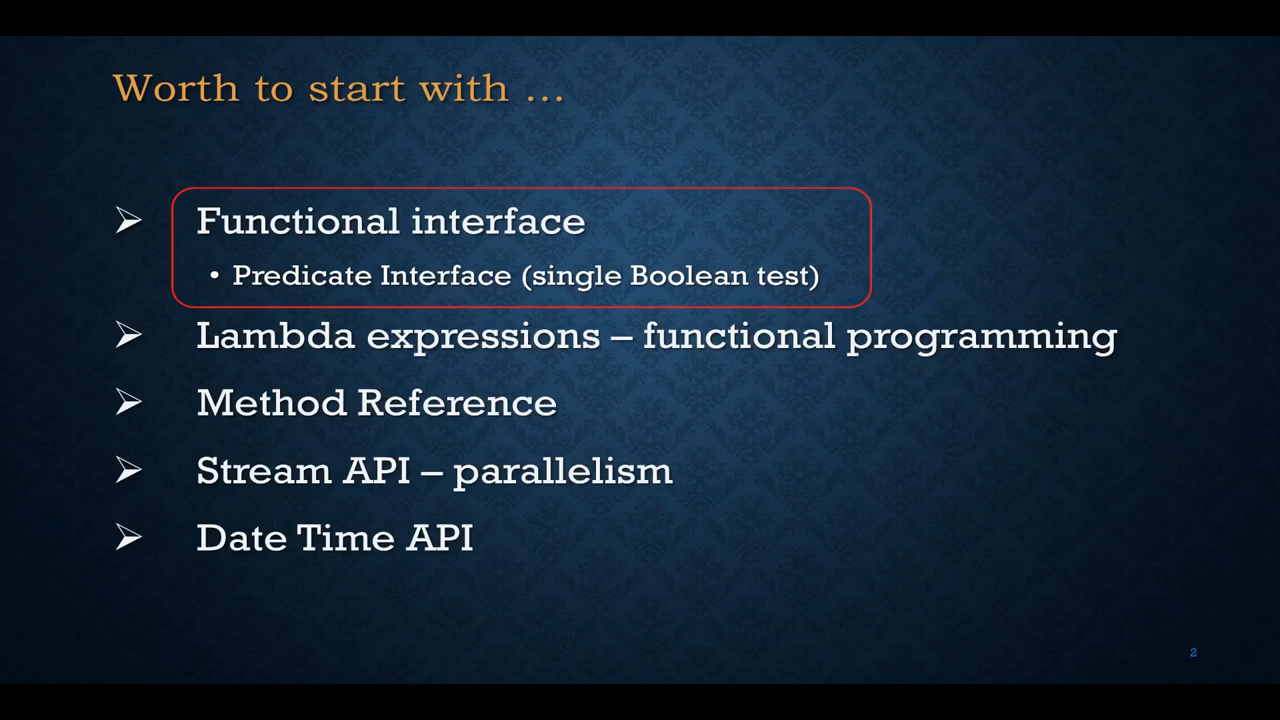 Worth to start with …
➢ Functional interface
• Predicate Interface (single Boolean test)
➢ Lambda expressions – functional programming
➢ Method Reference
➢ Stream API – parallelism
➢ Date Time API
2